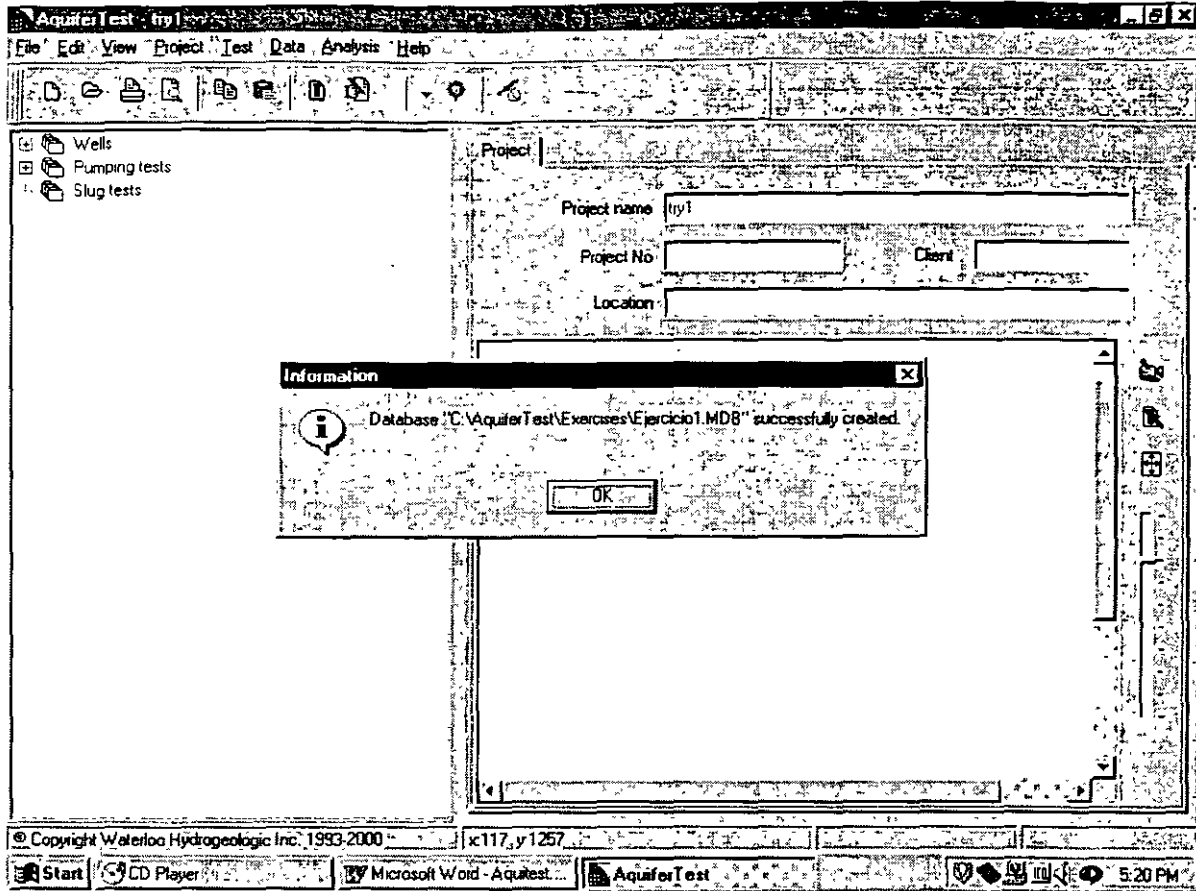 AquiferTest - try1
File Edit View Project Test Data Analysis Help
Wells
Pumping tests
Slug tests
Project
Project name try1
Project No Client
Location
Information
Database "C:\AquiferTest\Exercises\Ejercicio1.MDB" successfully created.
OK
© Copyright Waterloo Hydrogeologic Inc. 1993-2000 x:117, y 1257
Start CD Player Microsoft Word - Aquitest.... AquiferTest 5:20 PM